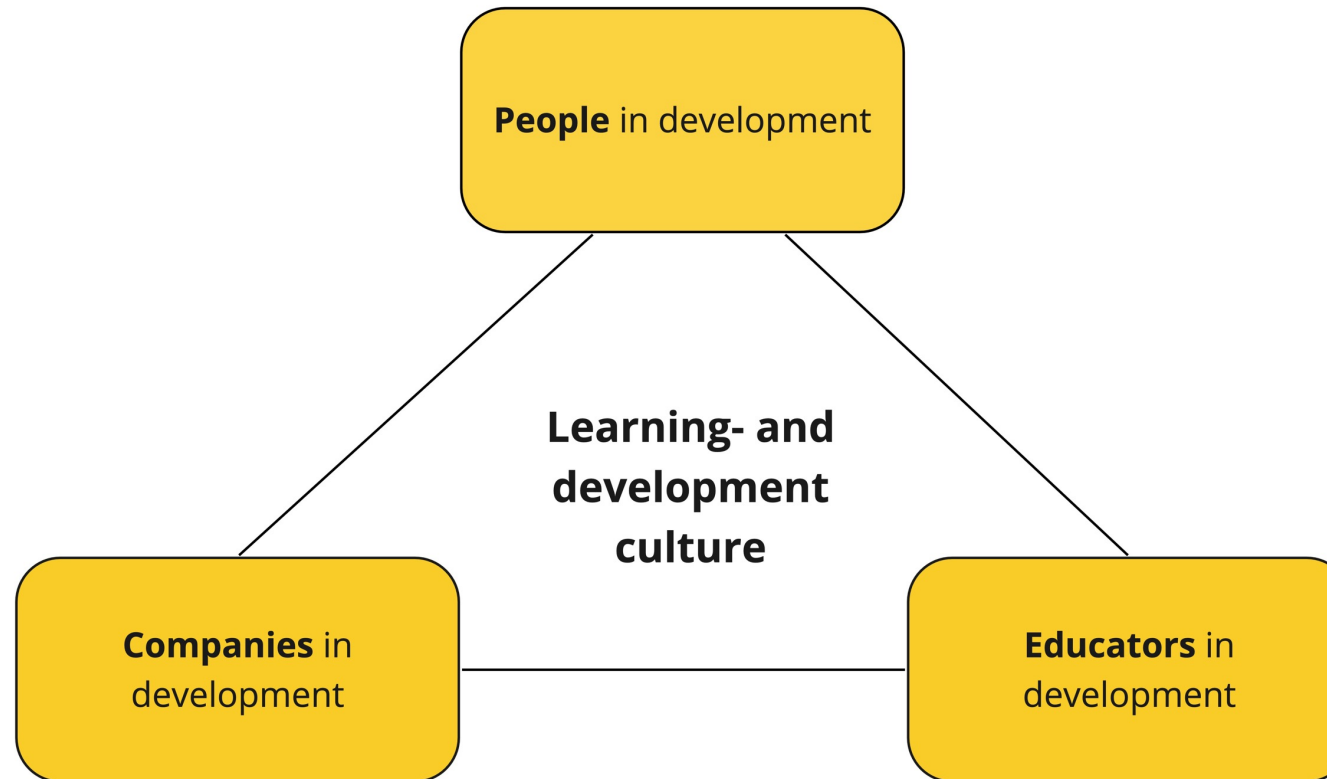 People in development
Learning- and
development
culture
Companies in
development
Educators in
development